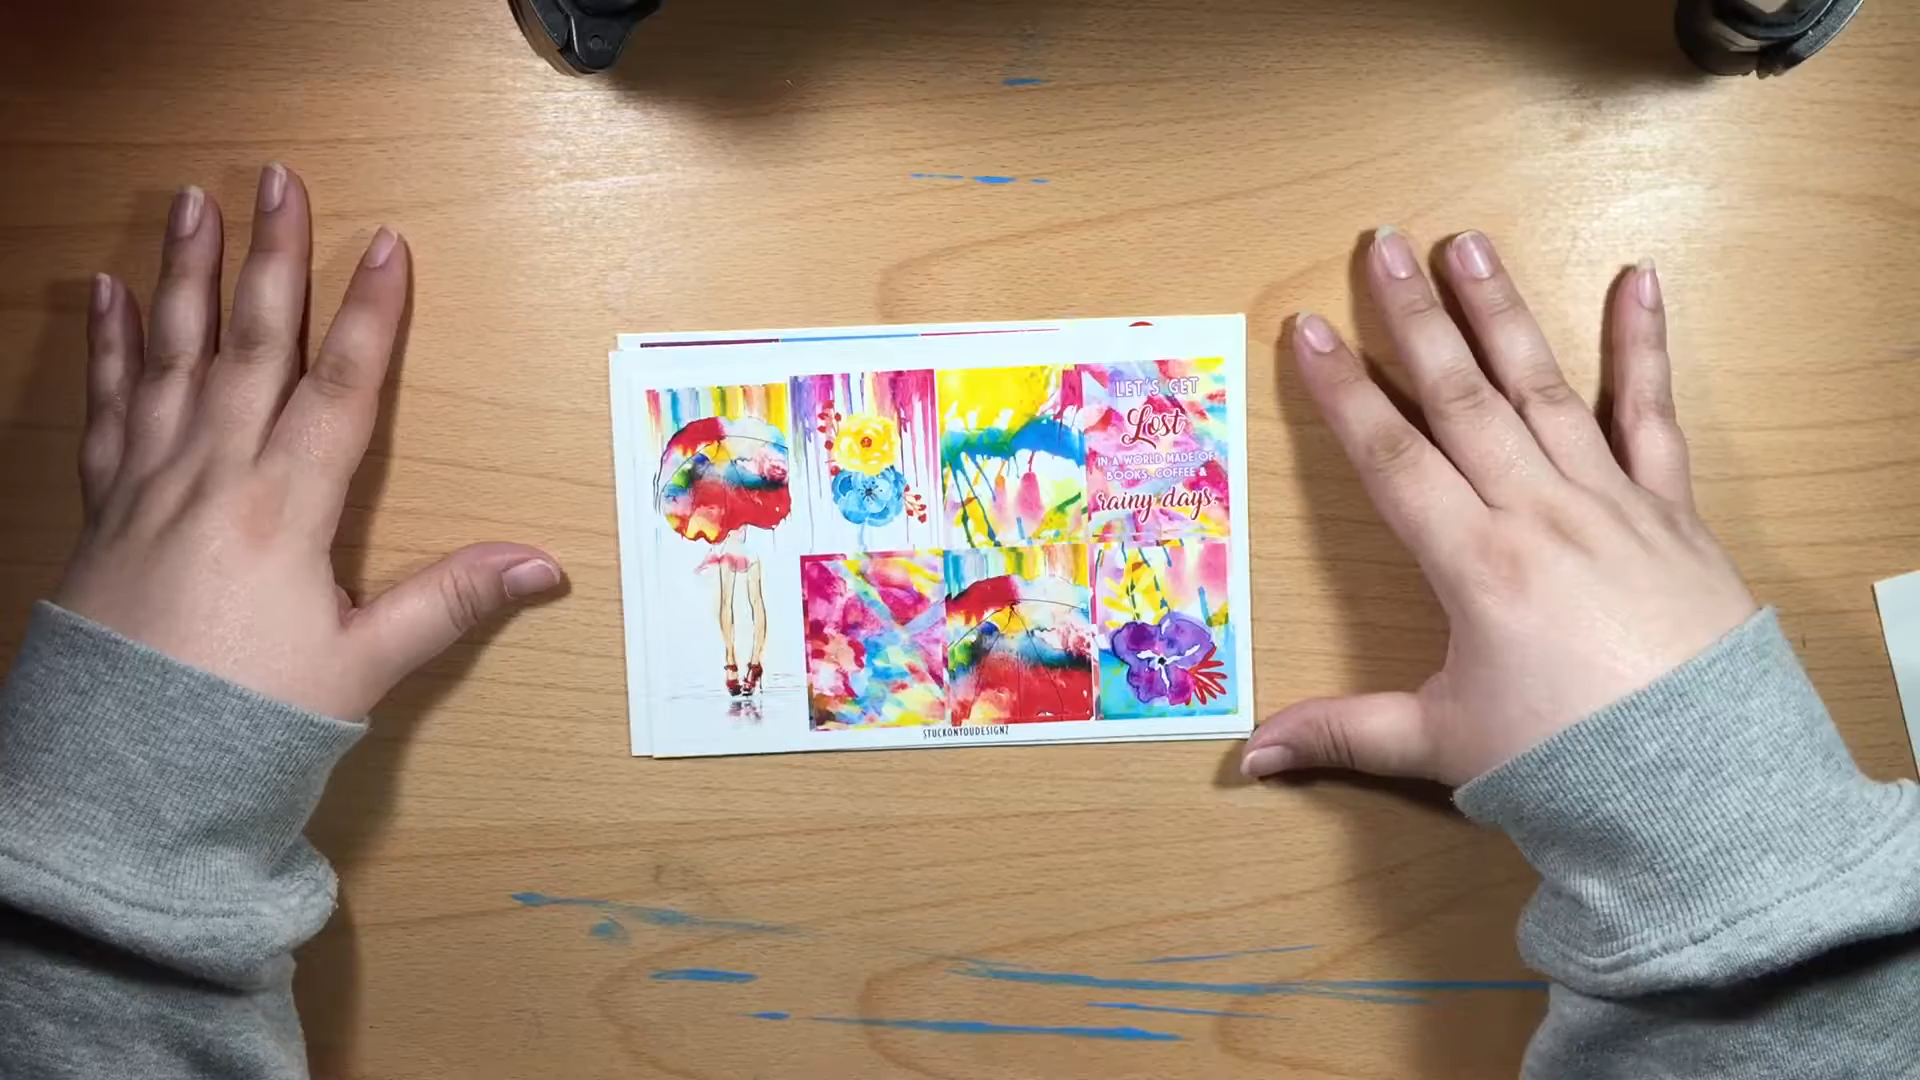 LET'S GET
Lost
IN A WORLD MADE OF
BOOKS, COFFEE &
rainy days.
STUCKONYOUDESIGNZ